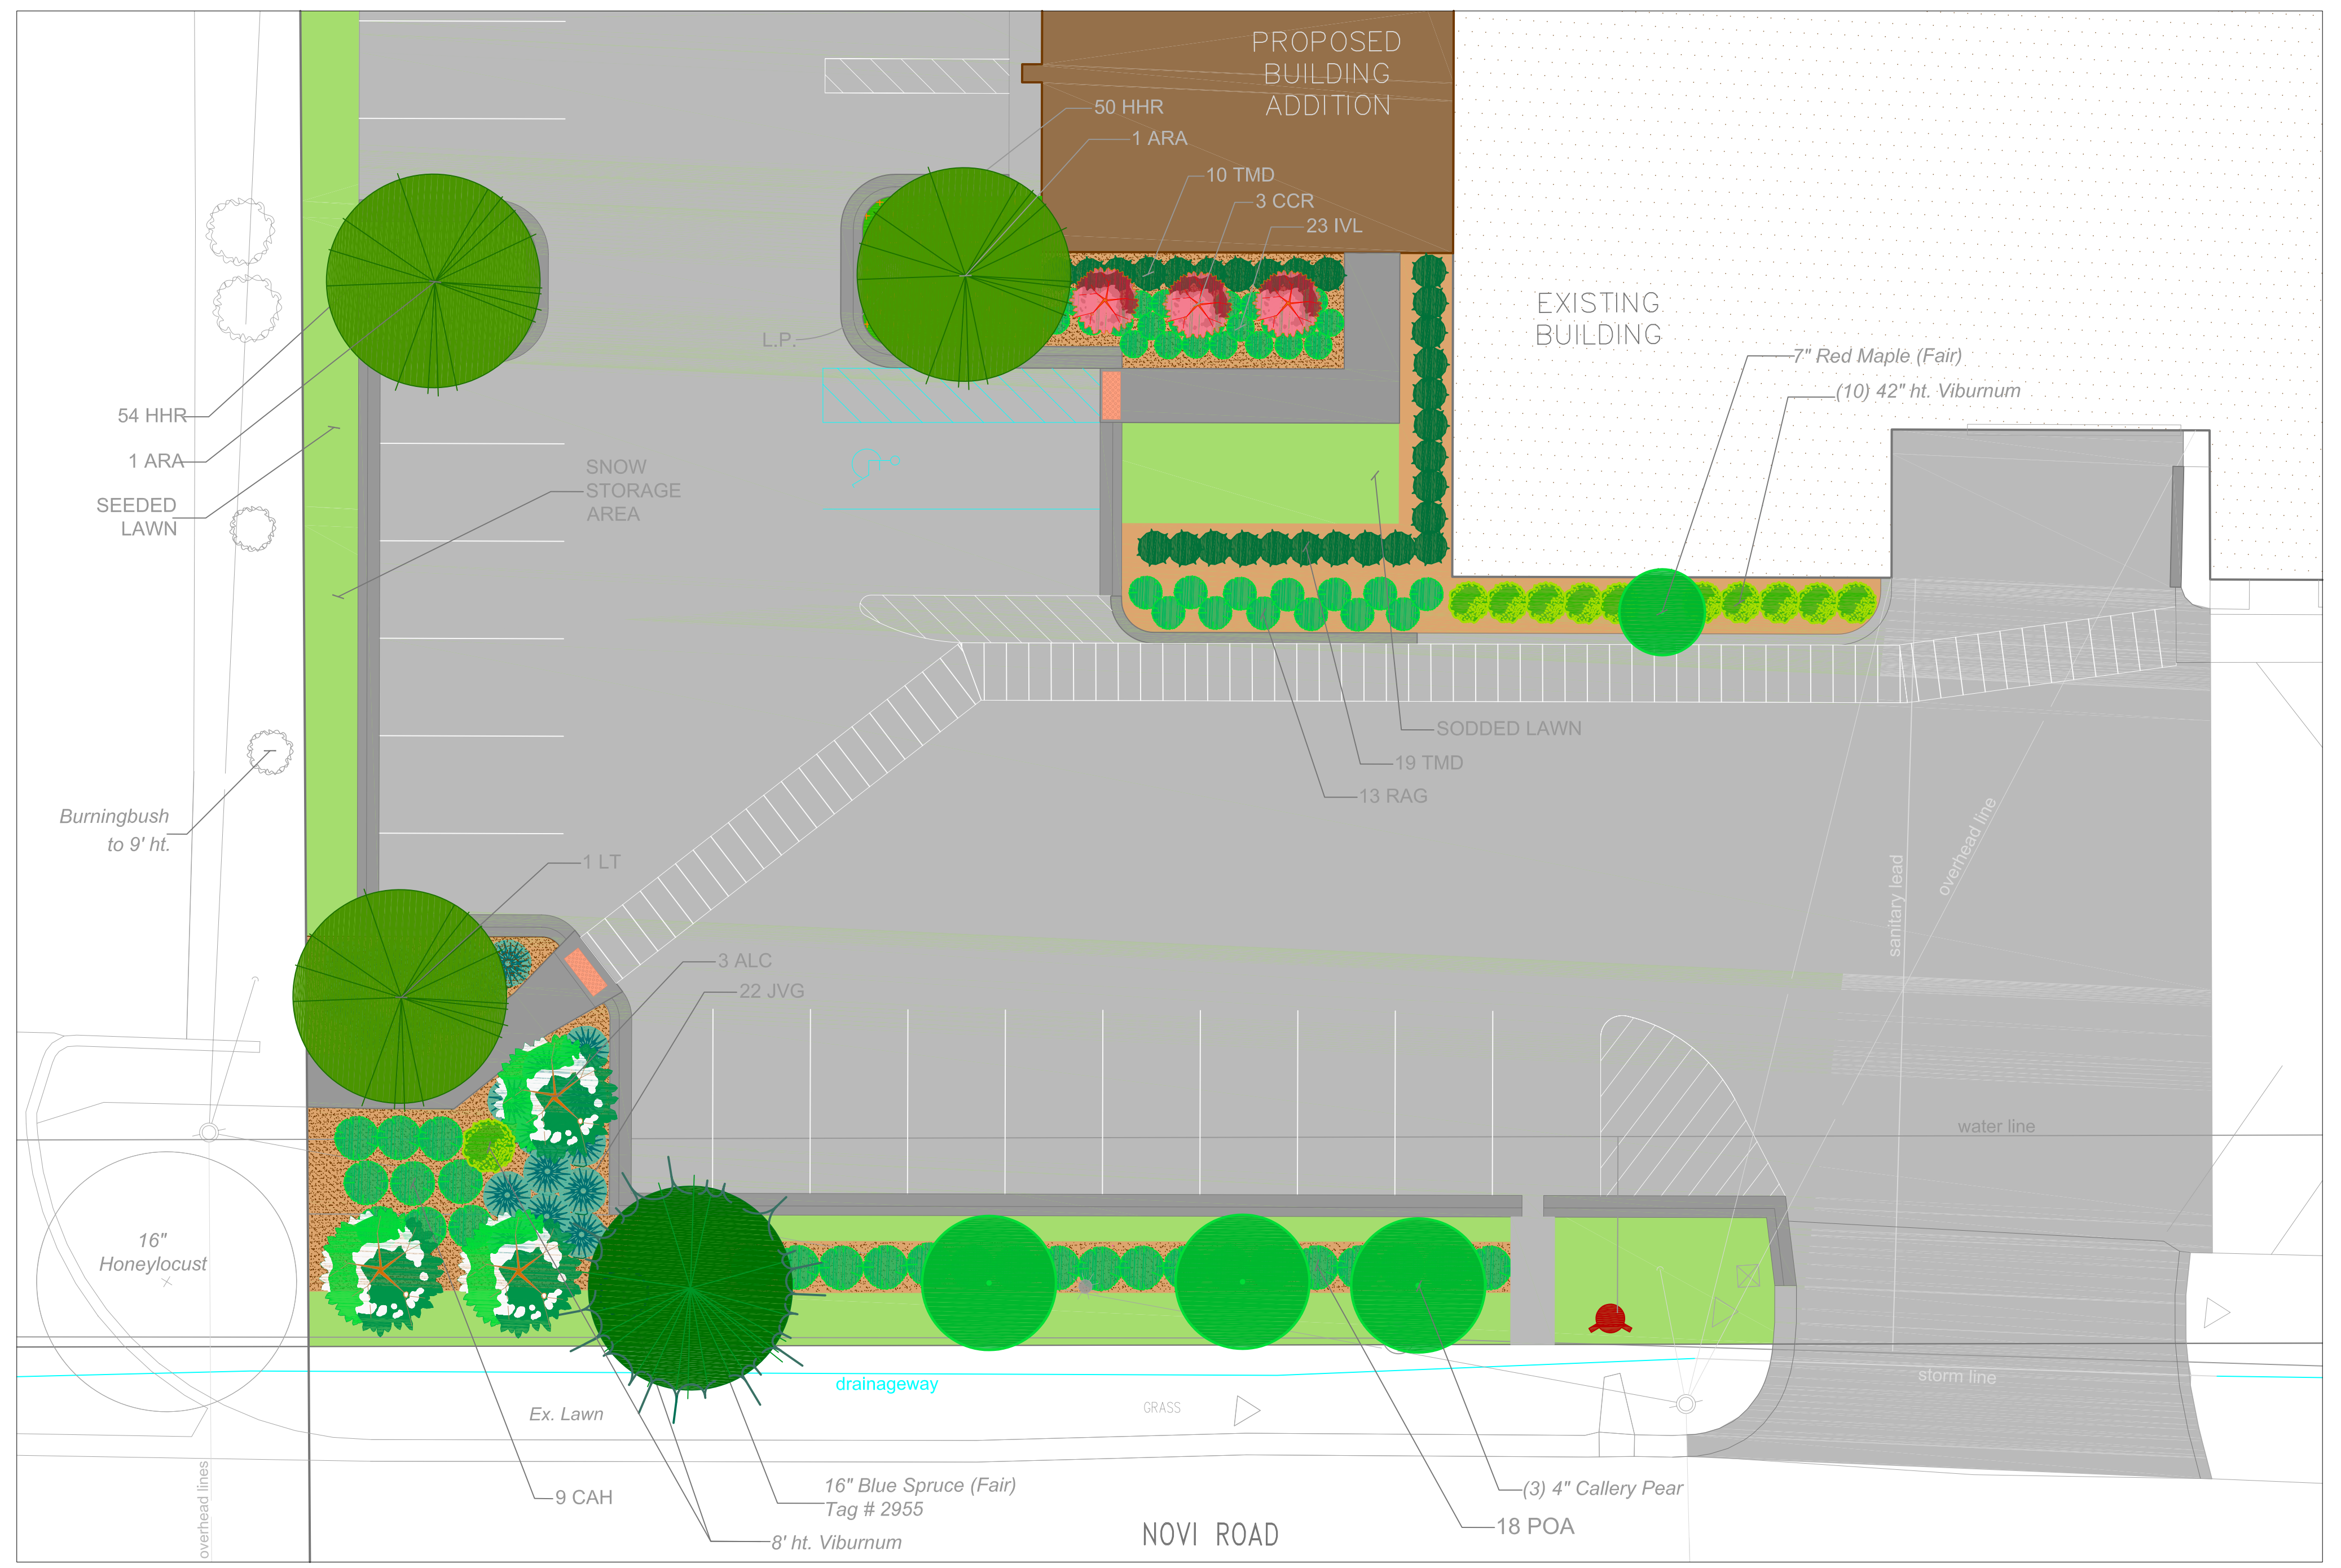 PROPOSED
BUILDING
ADDITION
50 HHR
1 ARA
10 TMD
3 CCR
23 IVL
L.P.
EXISTING
BUILDING
7" Red Maple (Fair)
(10) 42" ht. Viburnum
54 HHR
1 ARA
SEEDED
LAWN
SNOW
STORAGE
AREA
SODDED LAWN
19 TMD
13 RAG
Burningbush
to 9' ht.
1 LT
3 ALC
22 JVG
sanitary lead
overhead line
water line
16"
Honeylocust
drainageway
storm line
Ex. Lawn
GRASS
overhead lines
9 CAH
16" Blue Spruce (Fair)
Tag # 2955
8' ht. Viburnum
(3) 4" Callery Pear
18 POA
NOVI ROAD